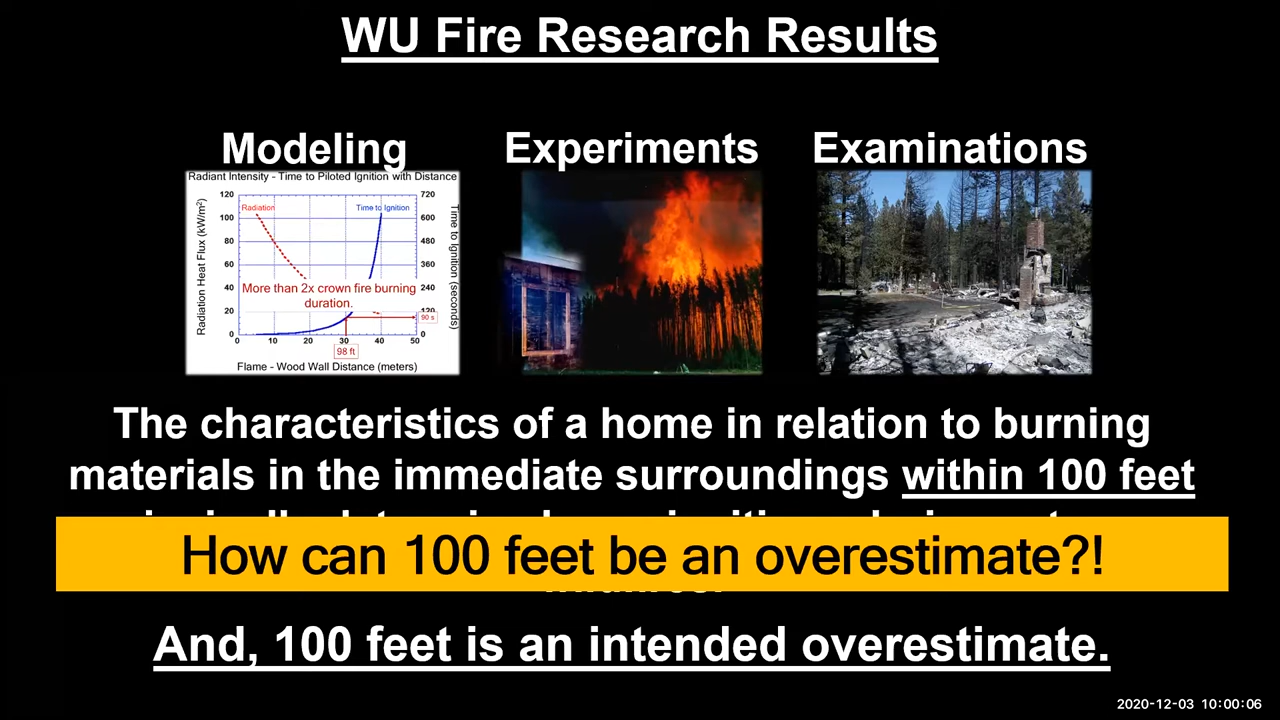 WU Fire Research Results
Modeling
Experiments
Examinations
Radiant Intensity - Time to Piloted Ignition with Distance
120
100
80
60
40
20
0
Radiation Heat Flux (kW/m²)
Radiation
Time to Ignition
More than 2x crown fire burning
duration.
720
600
480
360
240
120
0
Time to Ignition (seconds)
90 s
0
10
20
30
40
50
98 ft
Flame - Wood Wall Distance (meters)
The characteristics of a home in relation to burning
materials in the immediate surroundings within 100 feet
How can 100 feet be an overestimate?!
And, 100 feet is an intended overestimate.
2020-12-03 10:00:06